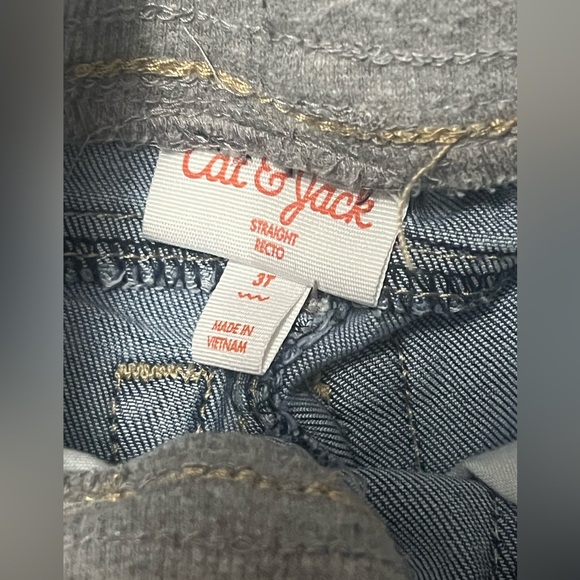 Cat & Jack
STRAIGHT
RECTO
3T
MADE IN
VIETNAM